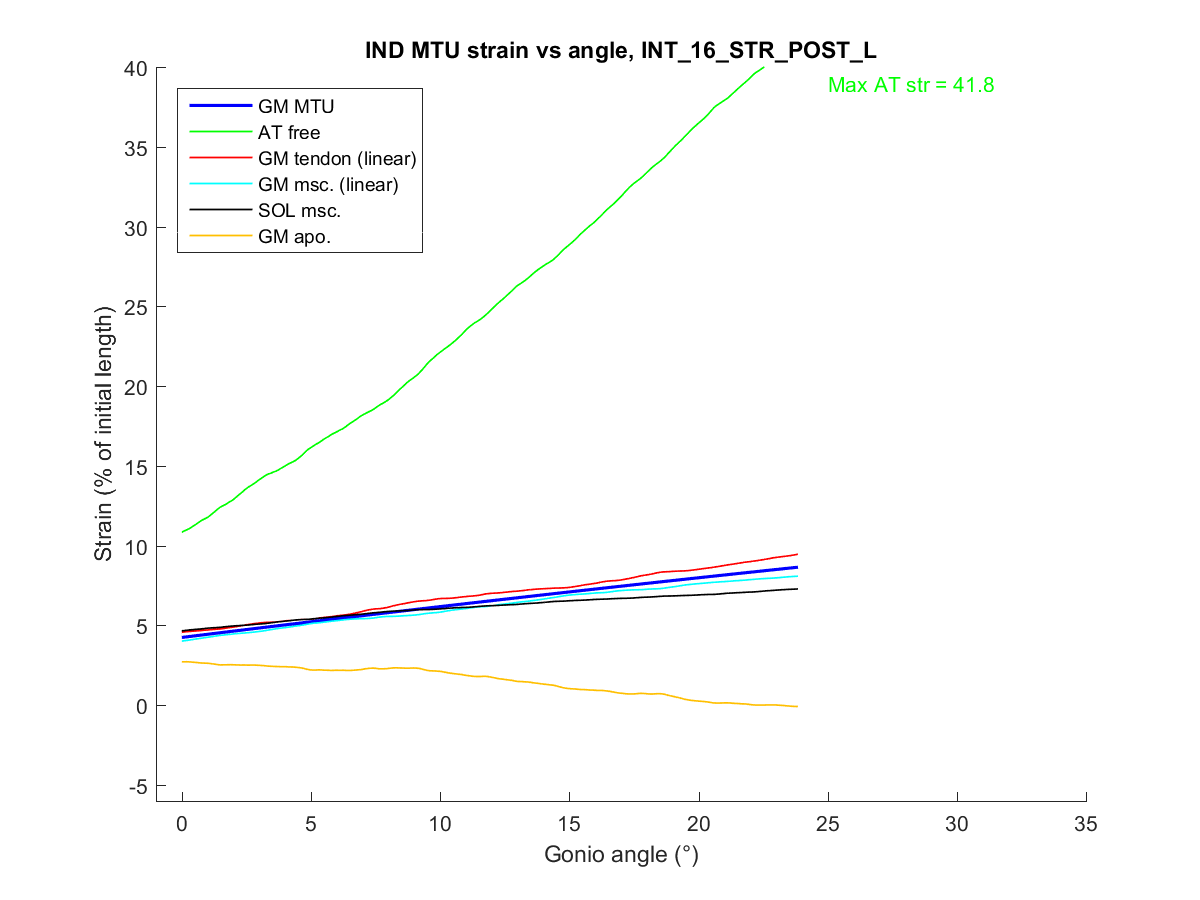 IND MTU strain vs angle, INT_16_STR_POST_L
Max AT str = 41.8
GM MTU
AT free
GM tendon (linear)
GM msc. (linear)
SOL msc.
GM apo.
Strain (% of initial length)
40
35
30
25
20
15
10
5
0
-5
0 5 10 15 20 25 30 35
Gonio angle (°)